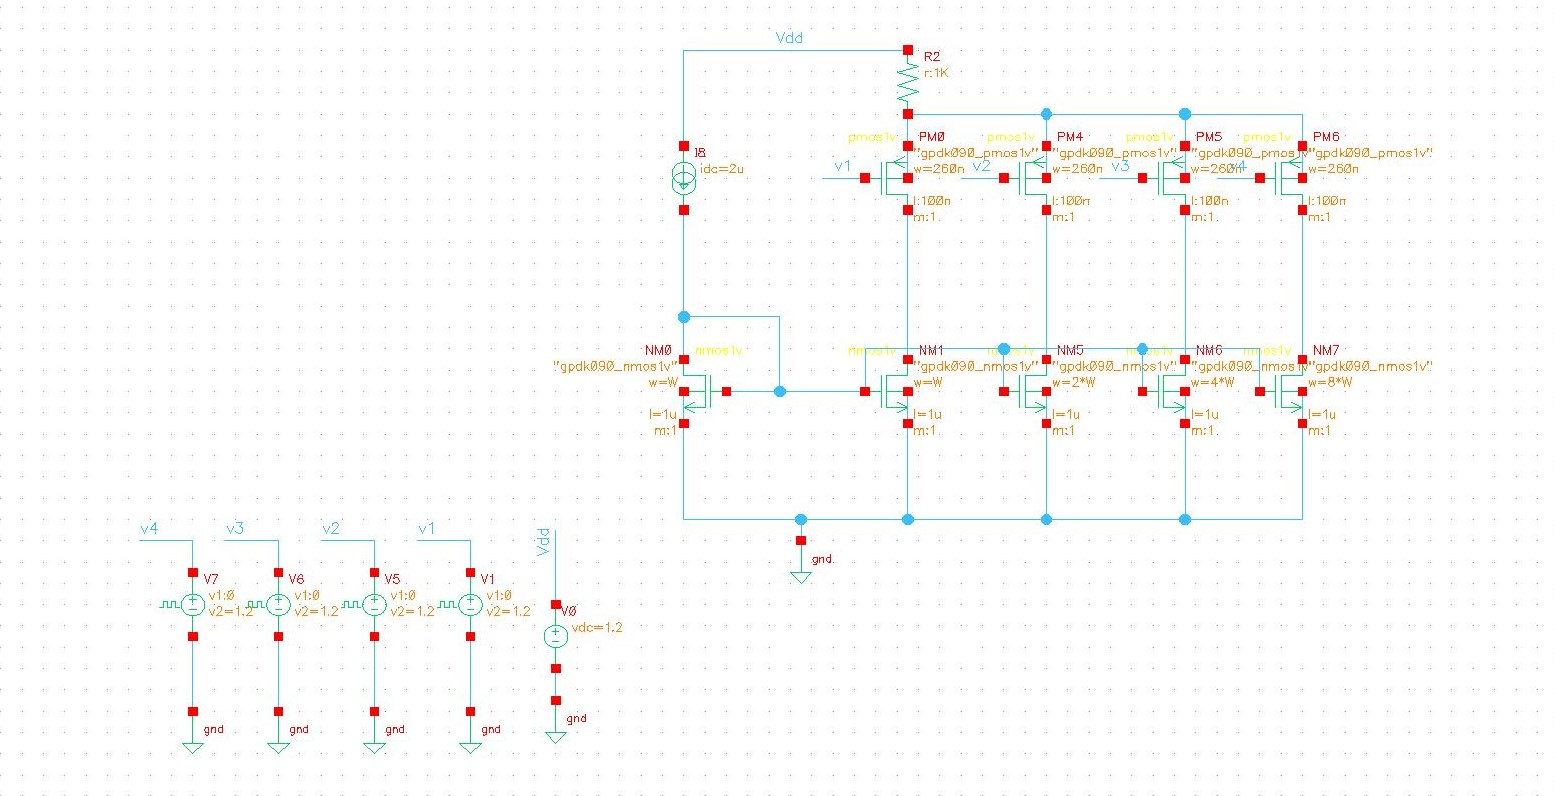 Vdd
R2
r:1K
pmos1v PM0 pmos1v PM4 pmos1v PM5 pmos1v PM6
"gpdk090_pmos1v" "gpdk090_pmos1v" "gpdk090_pmos1v" "gpdk090_pmos1v"
idc=2u
v1 w=260n v2 w=260n v3 w=260n v4 w=260n
l:100n l:100n l:100n l:100n
m:1 m:1 m:1 m:1
NM0 nmos1v nmos1v NM1 nmos1v NM5 nmos1v NM6 nmos1v NM7
"gpdk090_nmos1v" "gpdk090_nmos1v" "gpdk090_nmos1v" "gpdk090_nmos1v" "gpdk090_nmos1v"
w=W w=W w=2*W w=4*W w=8*W
l=1u l=1u l=1u l=1u l=1u
m:1 m:1 m:1 m:1 m:1
v4 v3 v2 v1 Vdd
gnd
V7 V6 V5 V1
v1:0 v1:0 v1:0 v1:0
v2=1.2 v2=1.2 v2=1.2 v2=1.2 V0
vdc=1.2
gnd gnd gnd gnd gnd